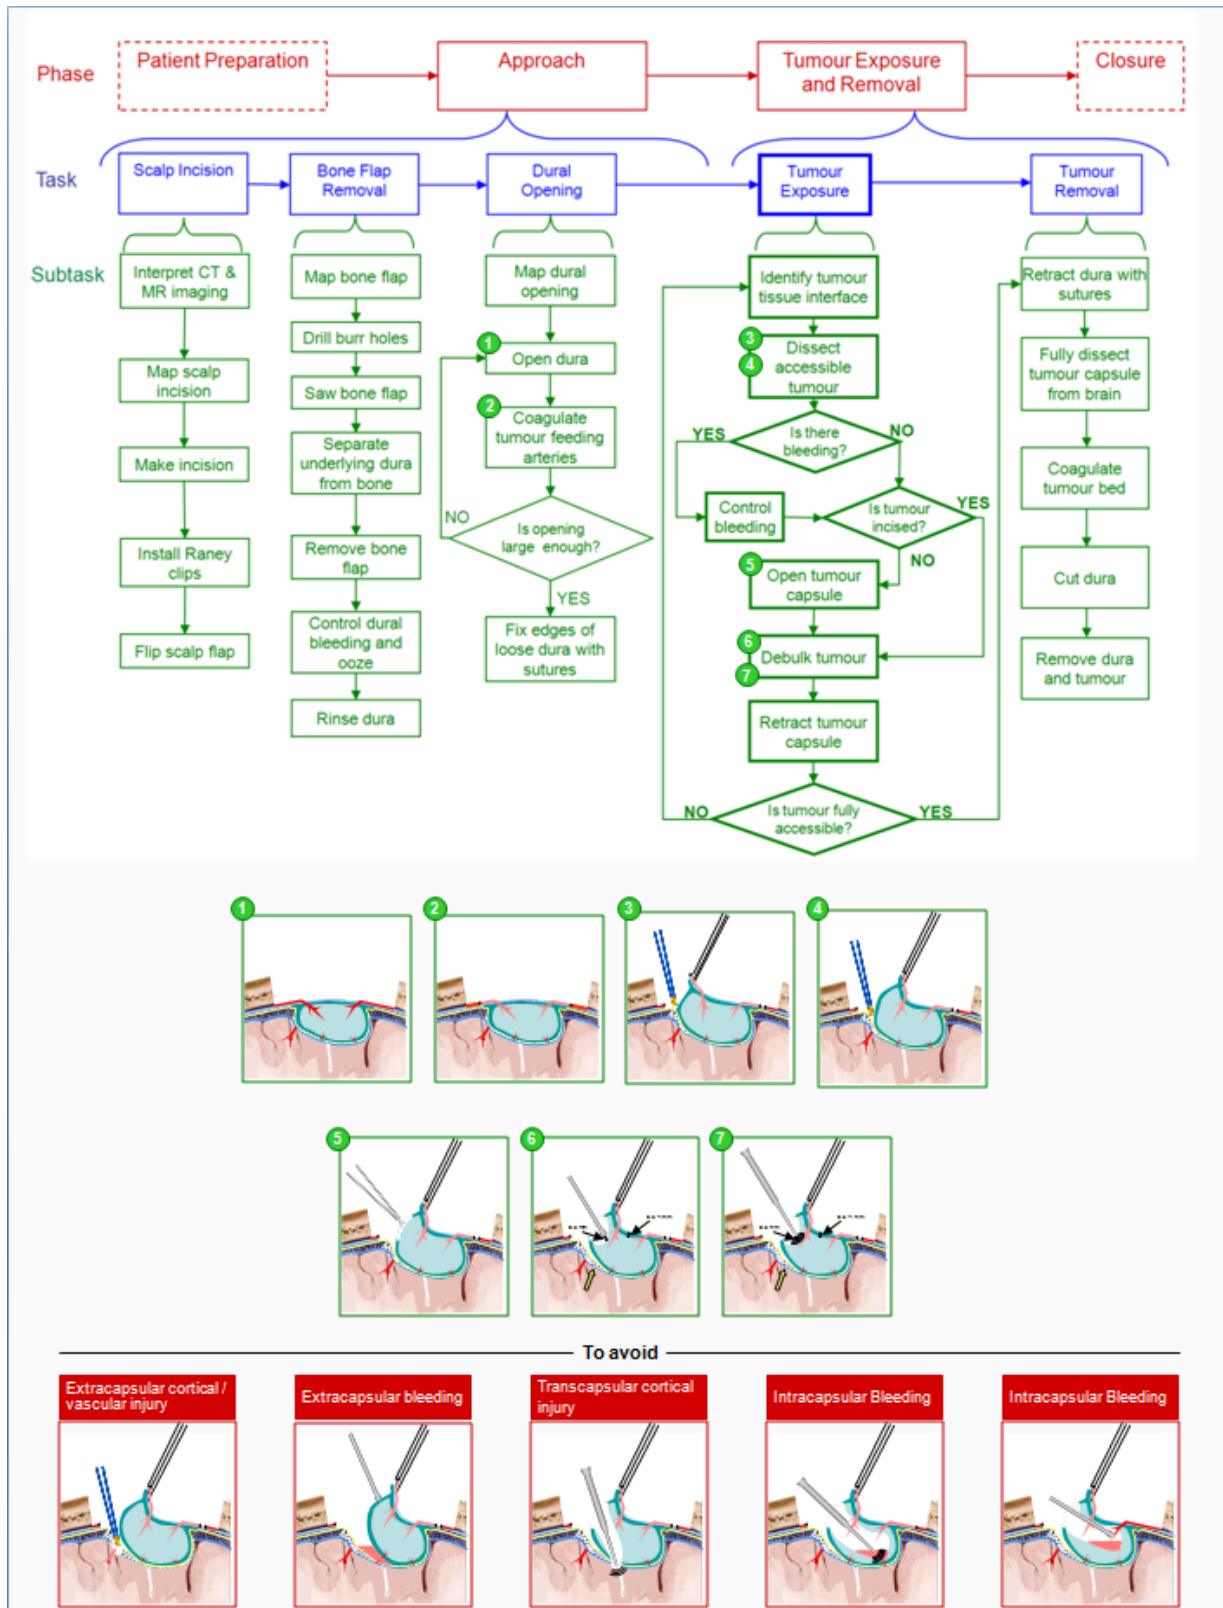 Phase
Patient Preparation
Approach
Tumour Exposure
and Removal
Closure
Task
Scalp Incision
Bone Flap
Removal
Dural
Opening
Tumour
Exposure
Tumour
Removal
Subtask
Interpret CT &
MR imaging
Map scalp
incision
Make incision
Install Raney
clips
Flip scalp flap
Map bone flap
Drill burr holes
Saw bone flap
Separate
underlying dura
from bone
Remove bone
flap
Control dural
bleeding and
ooze
Rinse dura
Map dural
opening
1
Open dura
2
Coagulate
tumour feeding
arteries
NO
Is opening
large enough?
YES
Fix edges of
loose dura with
sutures
Identify tumour
tissue interface
3
4
Dissect
accessible
tumour
YES
Is there
bleeding?
NO
Control
bleeding
Is tumour
incised?
YES
NO
5
Open tumour
capsule
6
Debulk tumour
7
Retract tumour
capsule
NO
Is tumour fully
accessible?
YES
Retract dura with
sutures
Fully dissect
tumour capsule
from brain
Coagulate
tumour bed
Cut dura
Remove dura
and tumour
1
2
3
4
5
6
7
To avoid
Extracapsular cortical /
vascular injury
Extracapsular bleeding
Transcapsular cortical
injury
Intracapsular Bleeding
Intracapsular Bleeding